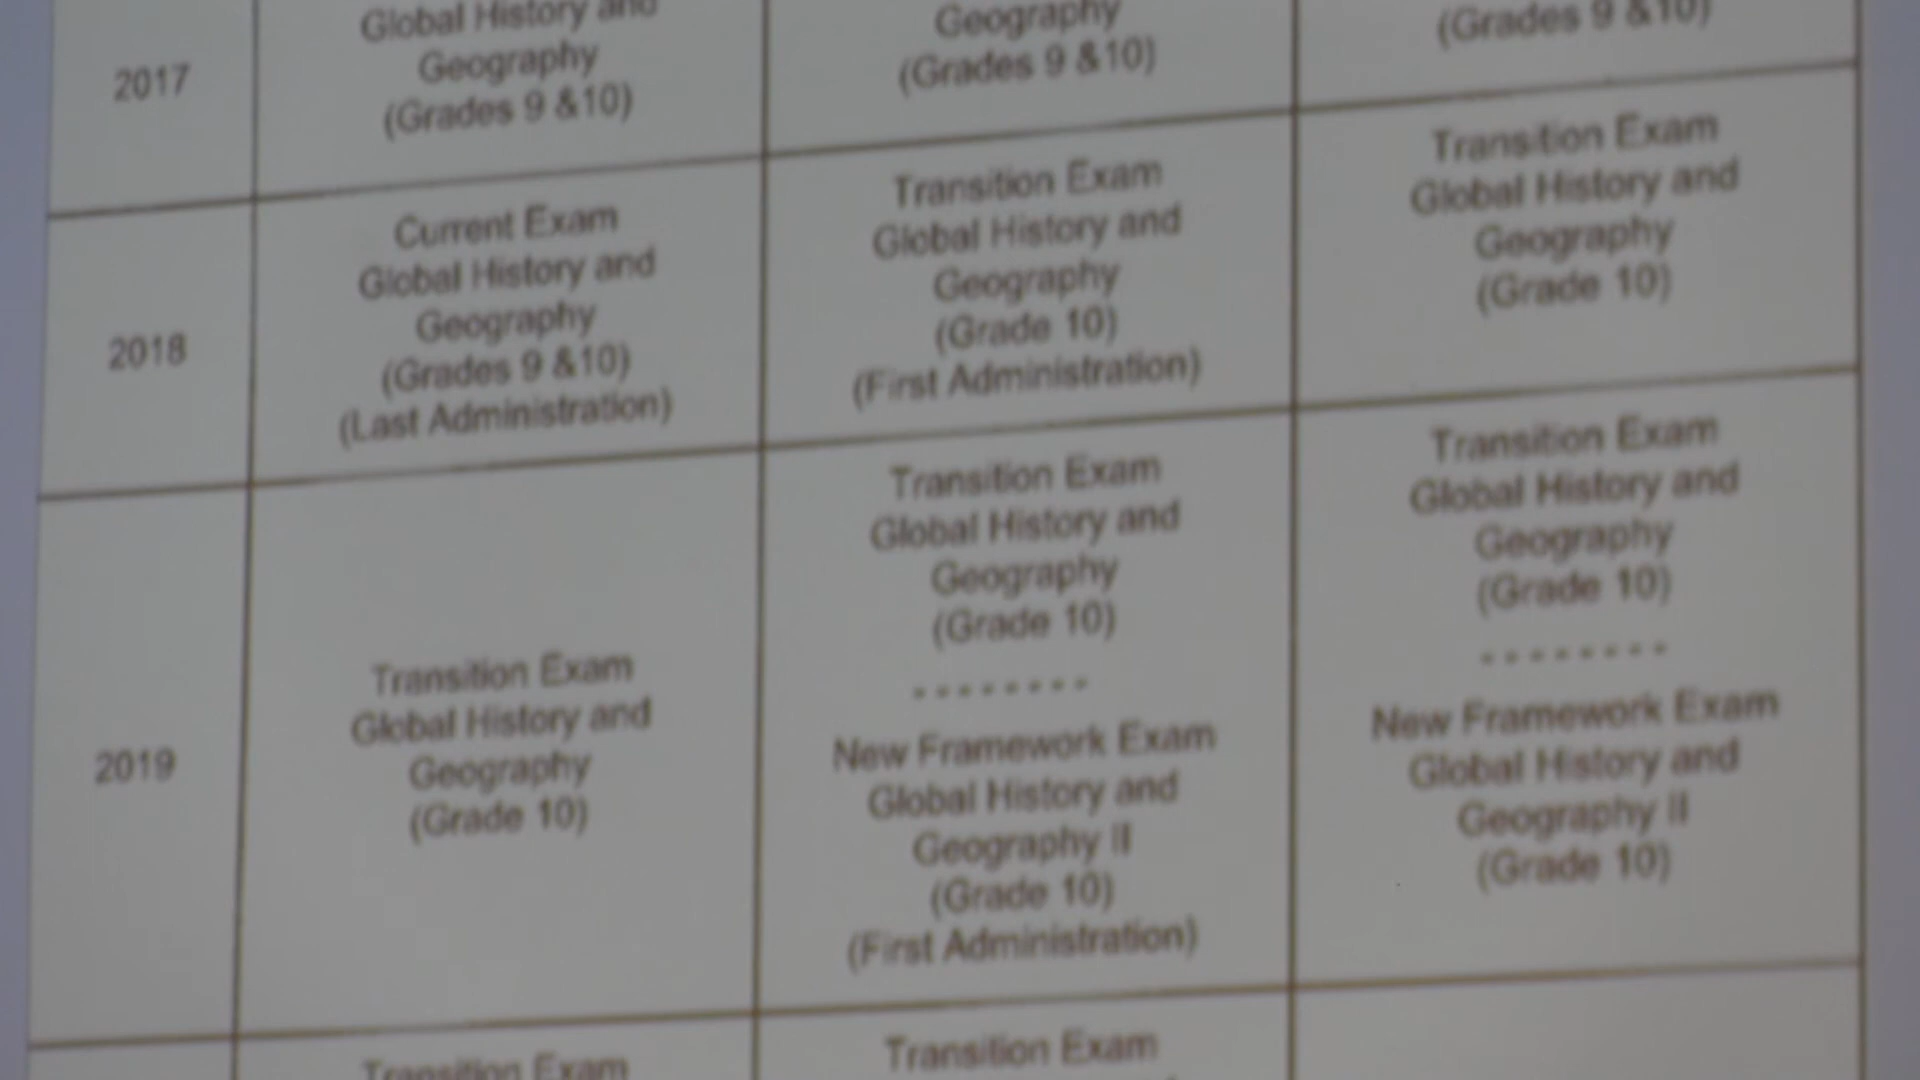 2017
Global History and
Geography
(Grades 9 &10)
Geography
(Grades 9 &10)
(Grades 9 &10)
2018
Current Exam
Global History and
Geography
(Grades 9 &10)
(Last Administration)
Transition Exam
Global History and
Geography
(Grade 10)
(First Administration)
Transition Exam
Global History and
Geography
(Grade 10)
2019
Transition Exam
Global History and
Geography
(Grade 10)
Transition Exam
Global History and
Geography
(Grade 10)
--------
New Framework Exam
Global History and
Geography II
(Grade 10)
(First Administration)
Transition Exam
Global History and
Geography
(Grade 10)
--------
New Framework Exam
Global History and
Geography II
(Grade 10)
Transition Exam
Transition Exam